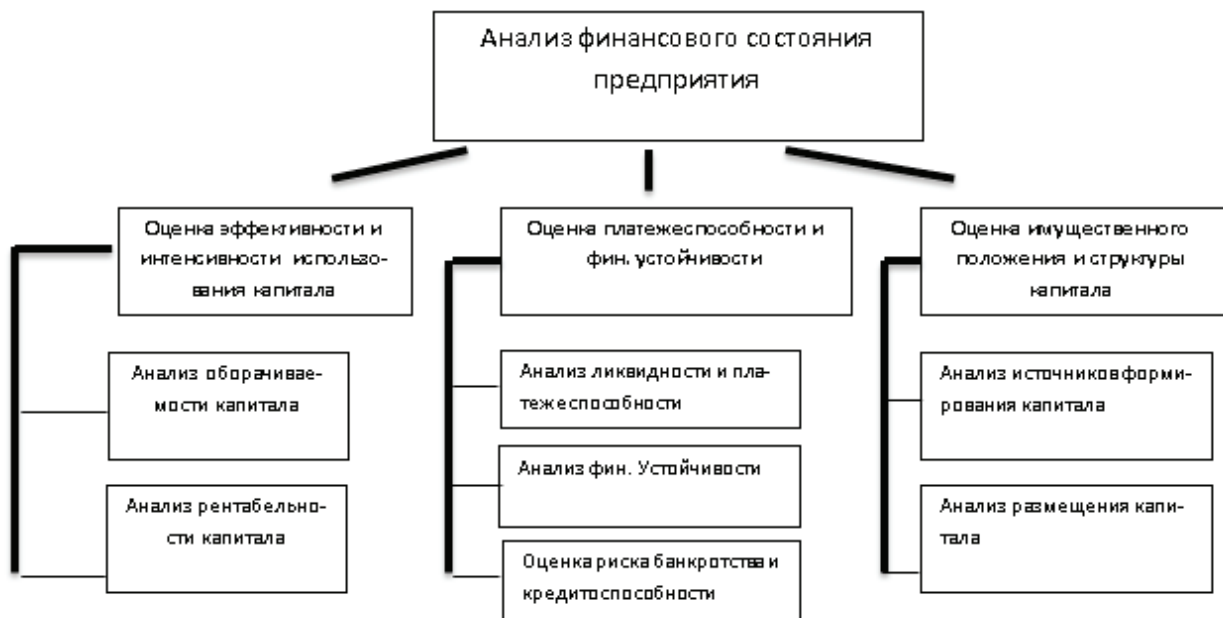 Анализ финансового состояния
предприятия
Оценка эффективности и
интенсивности использо-
вания капитала
Анализ оборачивае-
мости капитала
Анализ рентабельно-
сти капитала
Оценка платежеспособности и
фин. устойчивости
Анализ ликвидности и пла-
тежеспособности
Анализ фин. Устойчивости
Оценка риска банкротства и
кредитоспособности
Оценка имущественного
положения и структуры
капитала
Анализ источников форми-
рования капитала
Анализ размещения капи-
тала